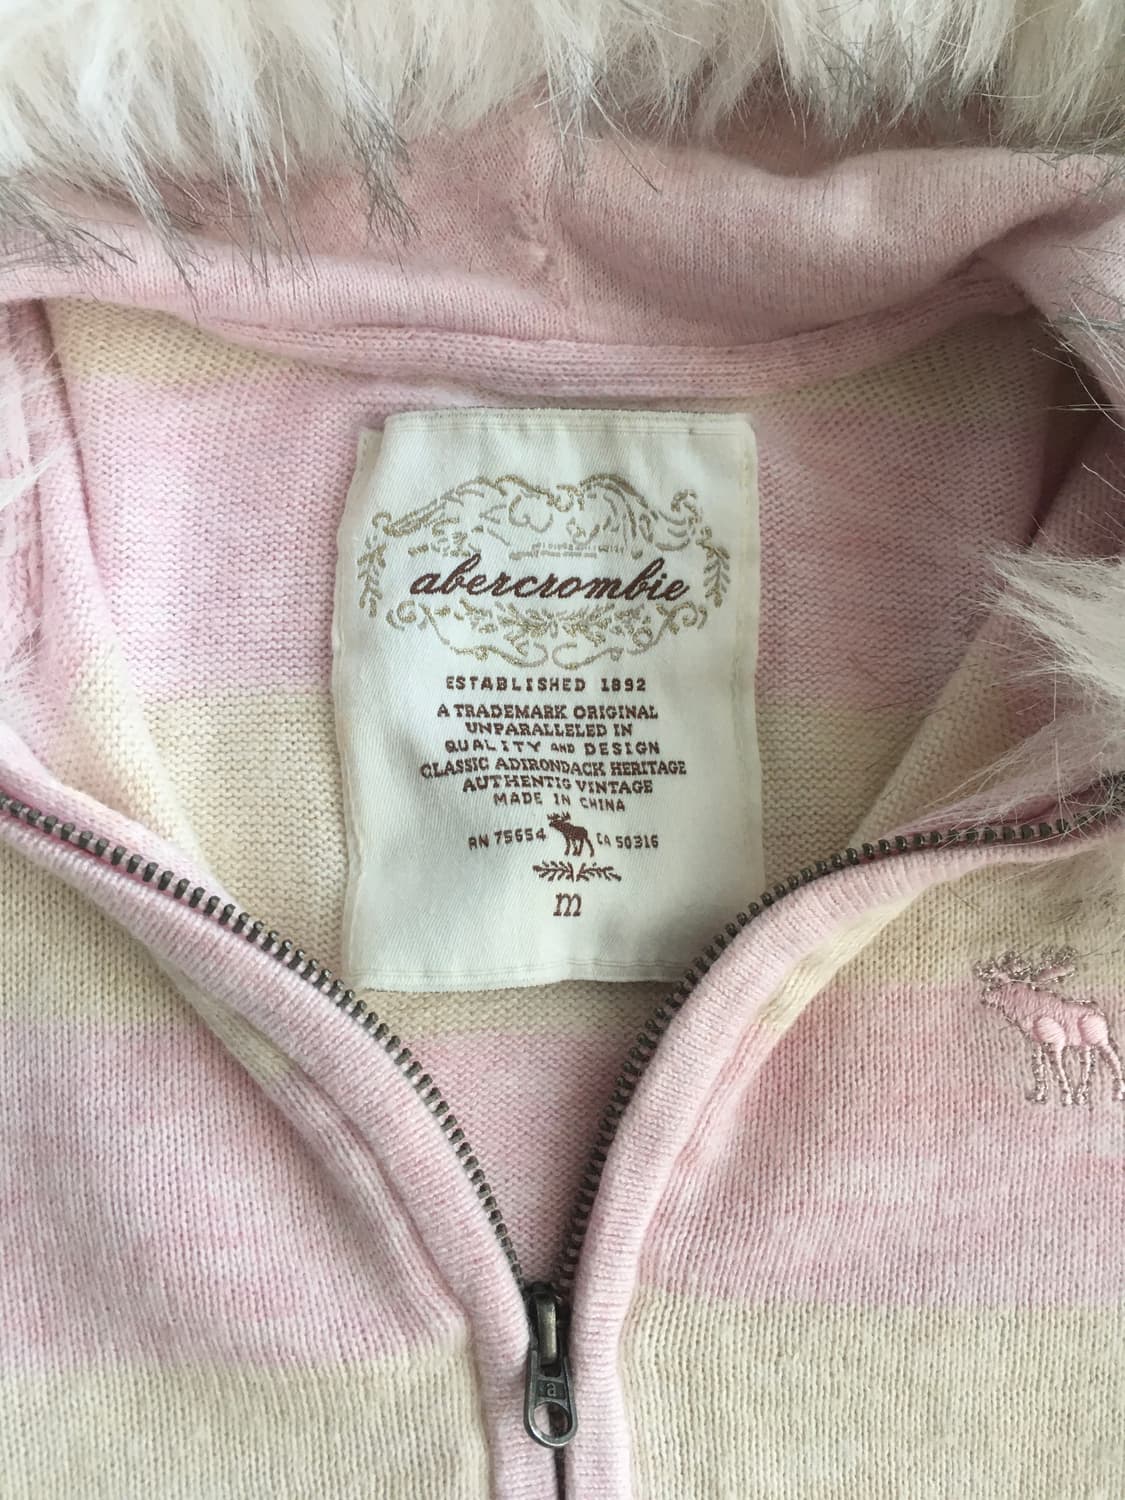 abercrombie
ESTABLISHED 1892
A TRADEMARK ORIGINAL
UNPARALLELED IN
QUALITY AND DESIGN
CLASSIC ADIRONDACK HERITAGE
AUTHENTIC VINTAGE
MADE IN CHINA
RN 75654 CA 50316
m
a